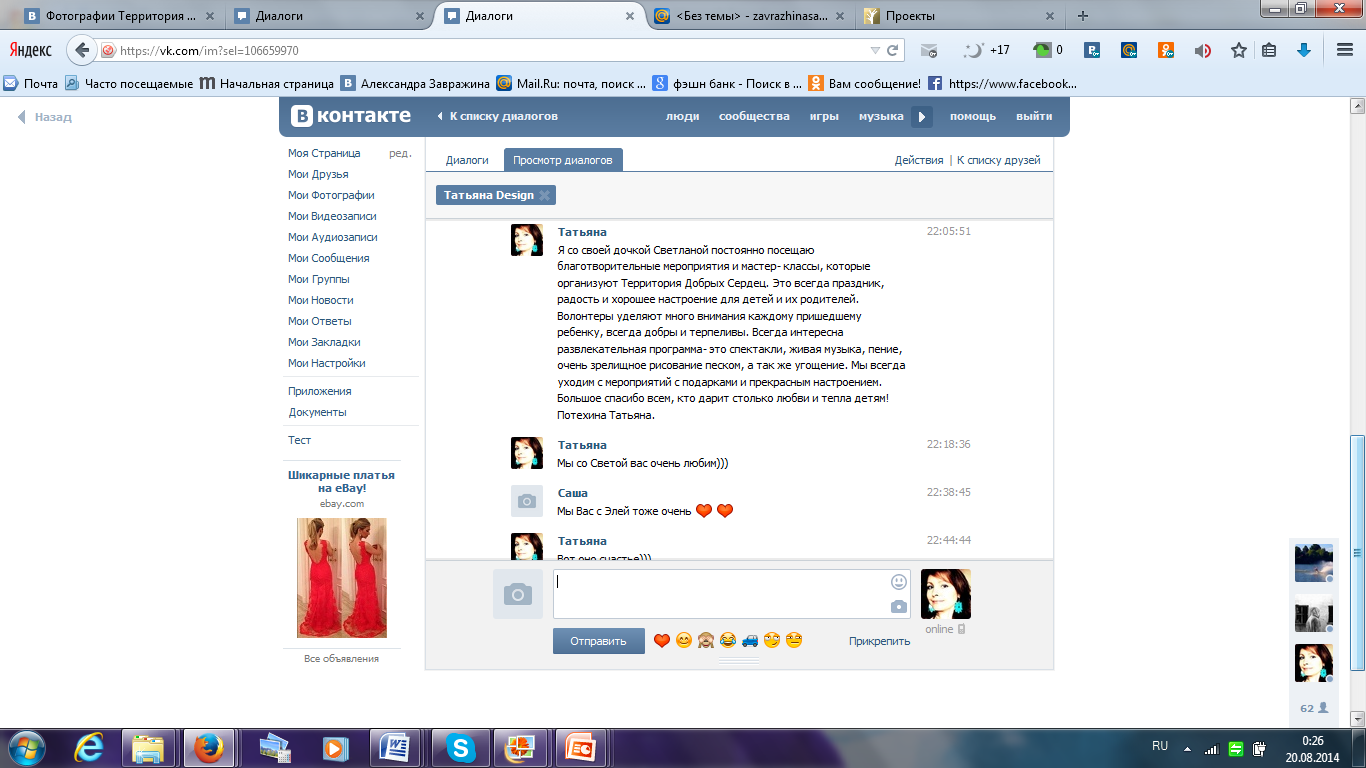 Фотографии Территория ...
Диалоги
Диалоги
<Без темы> - zavrazhinasa...
Проекты
Яндекс
https://vk.com/im?sel=106659970
+17
0
Почта
Часто посещаемые
Начальная страница
Александра Завражина
Mail.Ru: почта, поиск ...
фэшн банк - Поиск в ...
Вам сообщение!
https://www.facebook...
Назад
В контакте
К списку диалогов
люди
сообщества
игры
музыка
помощь
выйти
Моя Страница
ред.
Мои Друзья
Мои Фотографии
Мои Видеозаписи
Мои Аудиозаписи
Мои Сообщения
Мои Группы
Мои Новости
Мои Ответы
Мои Закладки
Мои Настройки
Приложения
Документы
Тест
Шикарные платья
на eBay!
ebay.com
Все объявления
Диалоги
Просмотр диалогов
Действия | К списку друзей
Татьяна Design
Татьяна
22:05:51
Я со своей дочкой Светланой постоянно посещаю
благотворительные мероприятия и мастер-классы, которые
организуют Территория Добрых Сердец. Это всегда праздник,
радость и хорошее настроение для детей и их родителей.
Волонтеры уделяют много внимания каждому пришедшему
ребенку, всегда добры и терпеливы. Всегда интересна
развлекательная программа-это спектакли, живая музыка, пение,
очень зрелищное рисование песком, а так же угощение. Мы всегда
уходим с мероприятий с подарками и прекрасным настроением.
Большое спасибо всем, кто дарит столько любви и тепла детям!
Потехина Татьяна.
Татьяна
22:18:36
Мы со Светой вас очень любим)))
Саша
22:38:45
Мы Вас с Элей тоже очень
Татьяна
22:44:44
Вот оно счастье)))
Отправить
Прикрепить
online
62
RU
0:26
20.08.2014